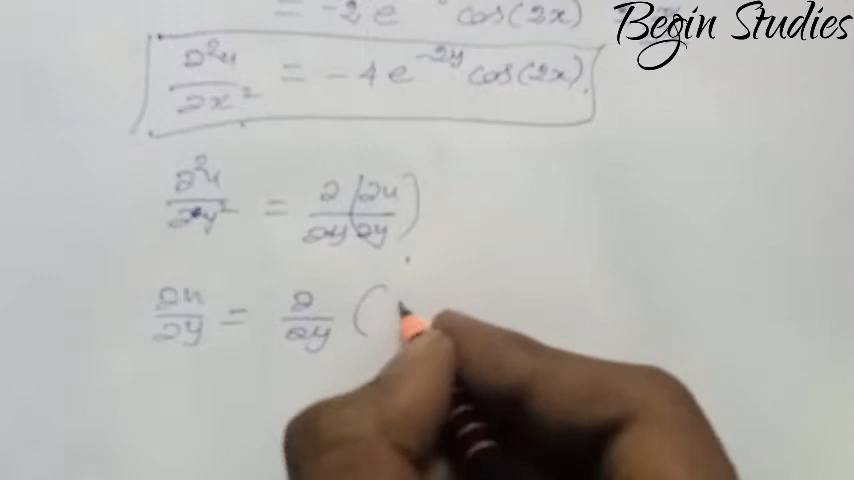 = -2e cos(2x)
Begin Studies
∂²u/∂x² = -4e^-2y cos(2x).
∂²u/∂y² = ∂/∂y (∂u/∂y)
∂u/∂y = ∂/∂y (